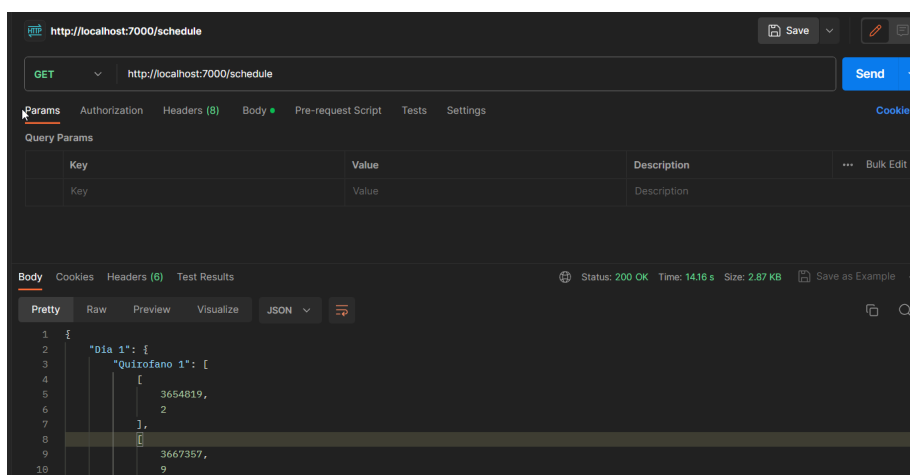 HTTP http://localhost:7000/schedule Save
GET http://localhost:7000/schedule Send
Params Authorization Headers (8) Body Pre-request Script Tests Settings Cookie
Query Params
Key Value Description ••• Bulk Edit
Key Value Description
Body Cookies Headers (6) Test Results Status: 200 OK Time: 14.16 s Size: 2.87 KB Save as Example
Pretty Raw Preview Visualize JSON
1 {
2 "Dia 1": {
3 "Quirofano 1": [
4 [
5 3654819,
6 2
7 ],
8 [
9 3667357,
10 9